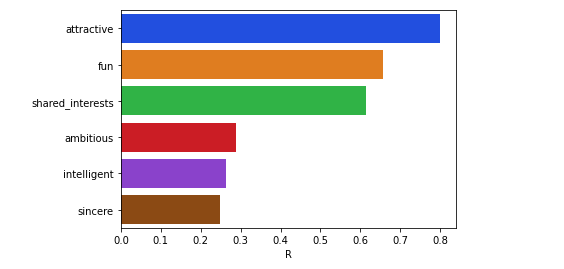 attractive
fun
shared_interests
ambitious
intelligent
sincere
0.0 0.1 0.2 0.3 0.4 0.5 0.6 0.7 0.8
R